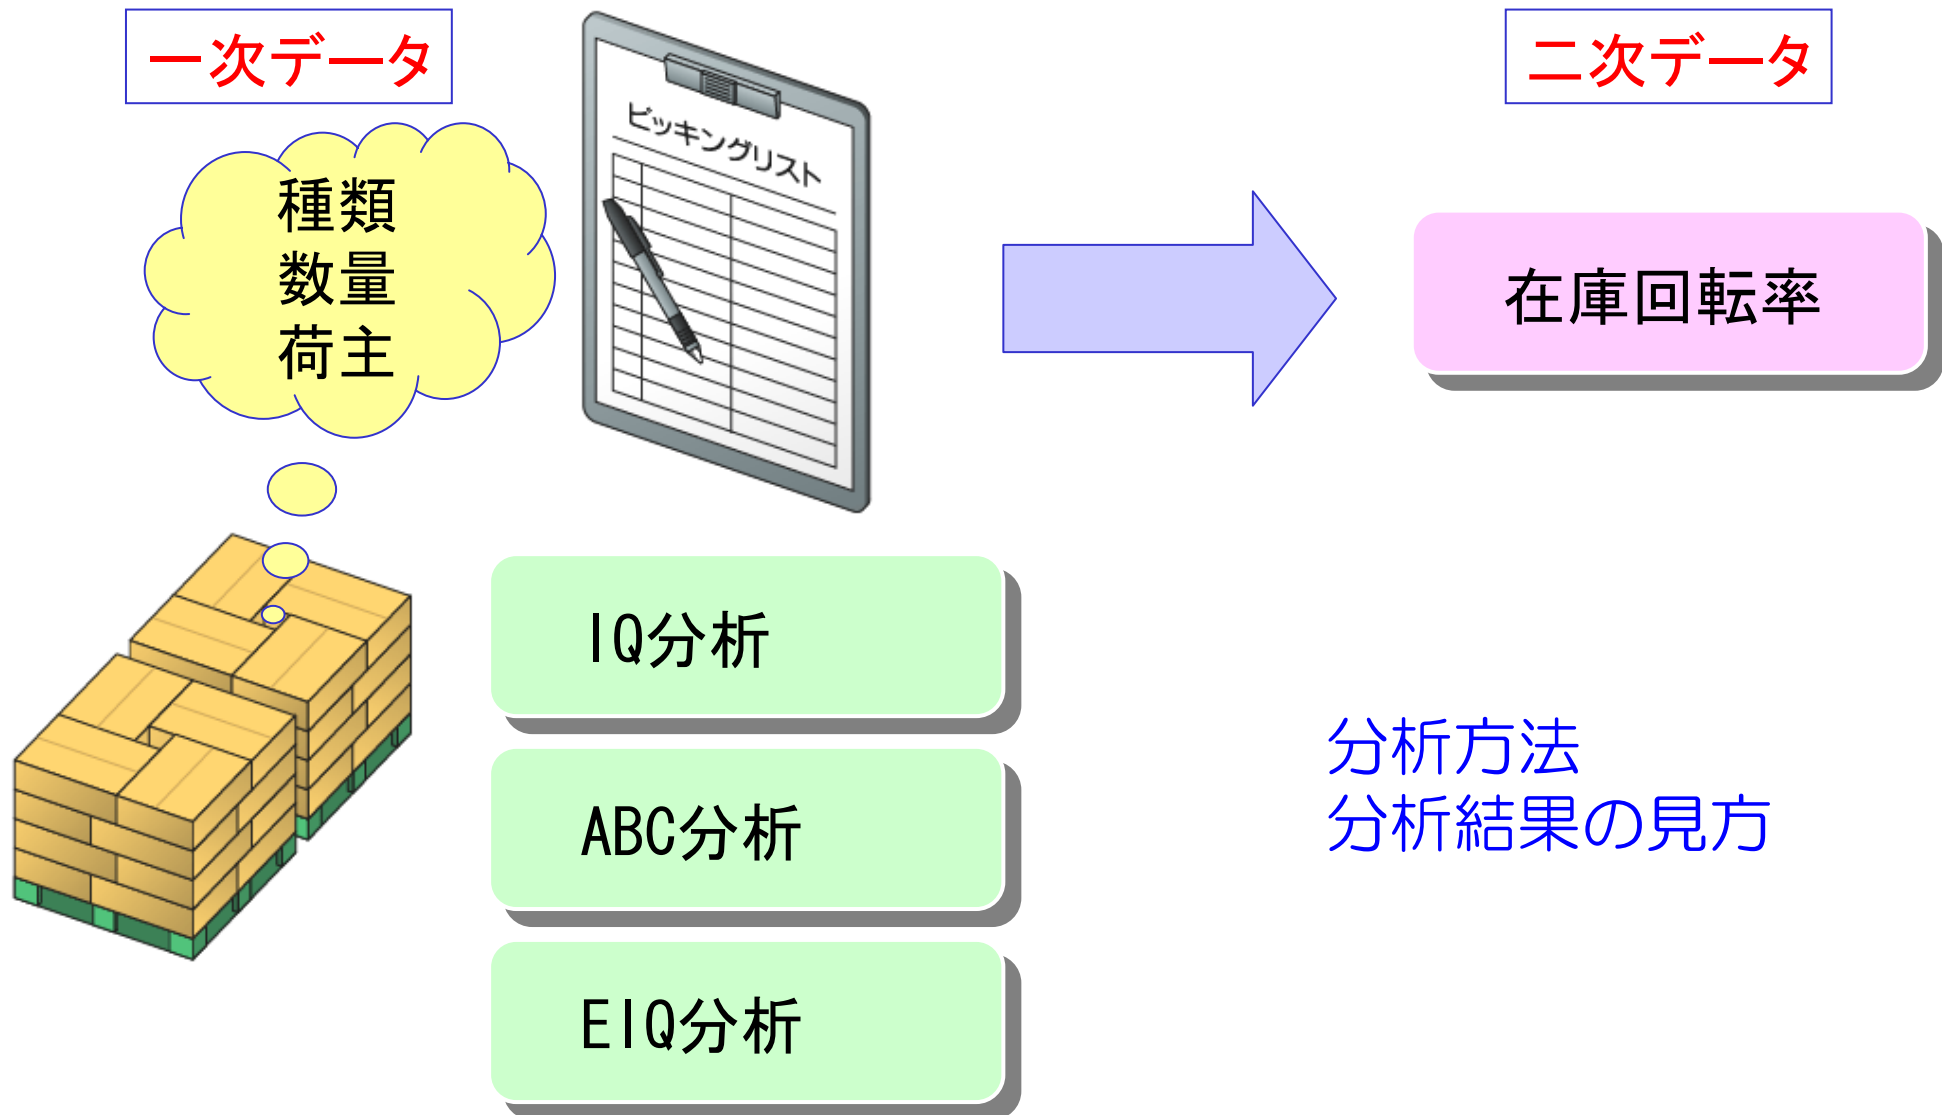 一次データ
二次データ
種類
数量
荷主
ピッキングリスト
在庫回転率
IQ分析
ABC分析
EIQ分析
分析方法
分析結果の見方